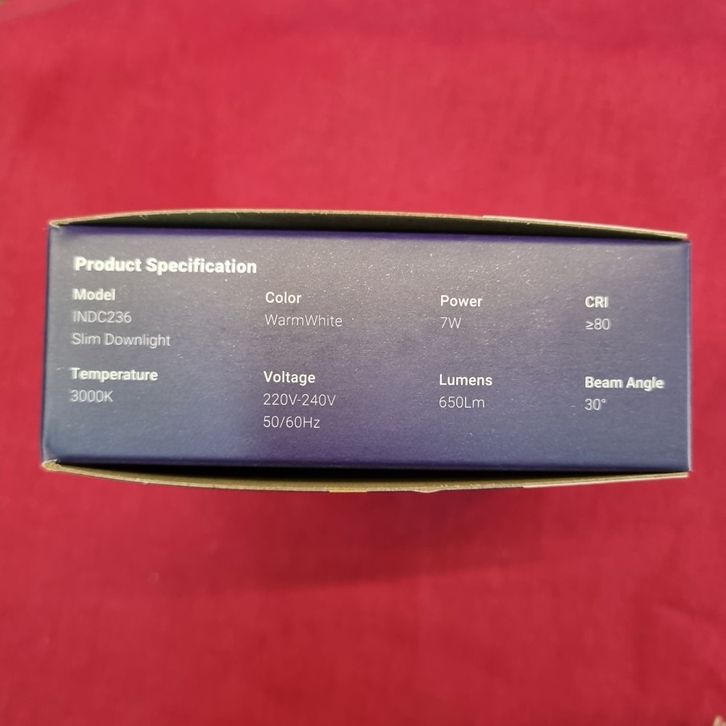 Product Specification
Model
INDC236
Slim Downlight
Color
WarmWhite
Power
7W
CRI
≥80
Temperature
3000K
Voltage
220V-240V
50/60Hz
Lumens
650Lm
Beam Angle
30°